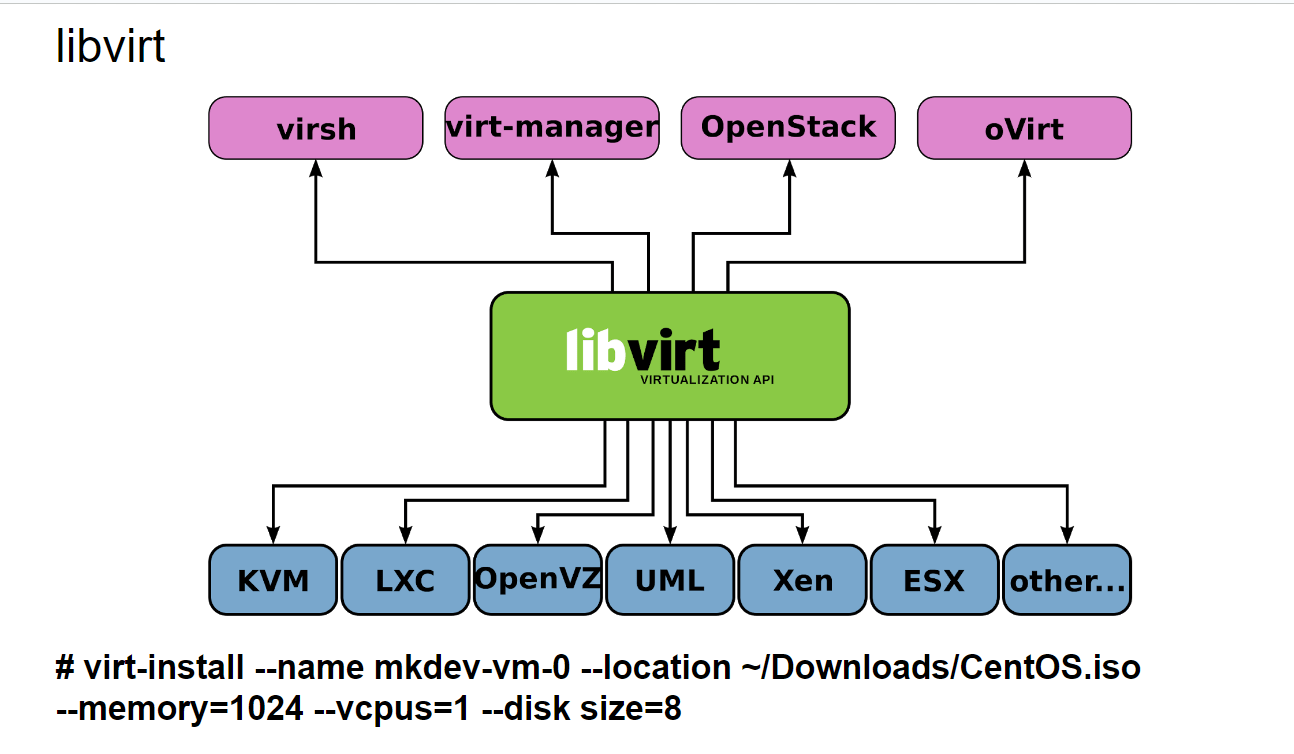 libvirt
virsh
virt-manager
OpenStack
oVirt
libvirt
VIRTUALIZATION API
KVM
LXC
OpenVZ
UML
Xen
ESX
other...
# virt-install --name mkdev-vm-0 --location ~/Downloads/CentOS.iso
--memory=1024 --vcpus=1 --disk size=8